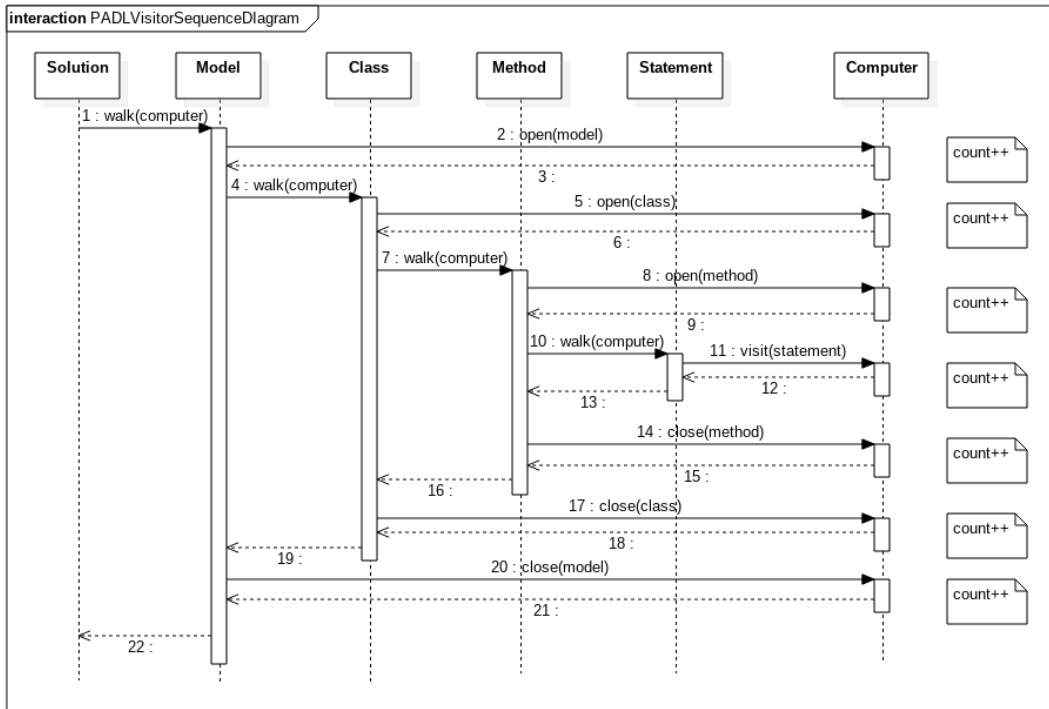 interaction PADLVisitorSequenceDIagram
Solution
Model
Class
Method
Statement
Computer
1 : walk(computer)
2 : open(model)
count++
3 :
4 : walk(computer)
5 : open(class)
count++
6 :
7 : walk(computer)
8 : open(method)
count++
9 :
10 : walk(computer)
11 : visit(statement)
count++
12 :
13 :
14 : close(method)
count++
15 :
16 :
17 : close(class)
count++
18 :
19 :
20 : close(model)
count++
21 :
22 :